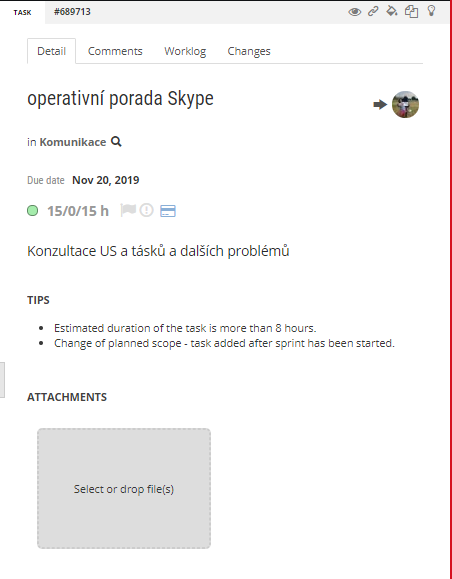 TASK #689713
Detail Comments Worklog Changes
operativní porada Skype
in Komunikace
Due date Nov 20, 2019
15/0/15 h
Konzultace US a tásků a dalších problémů
TIPS
Estimated duration of the task is more than 8 hours.
Change of planned scope - task added after sprint has been started.
ATTACHMENTS
Select or drop file(s)